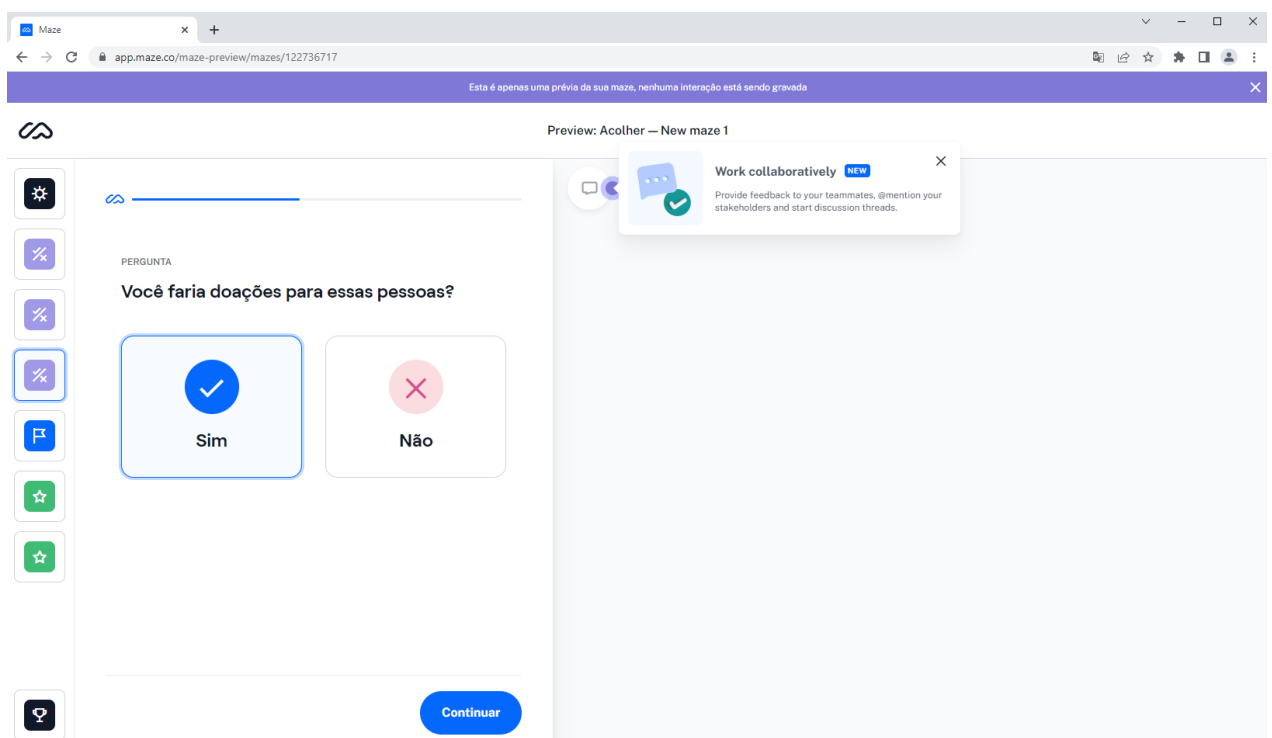 Maze
app.maze.co/maze-preview/mazes/122736717
Esta é apenas uma prévia da sua maze, nenhuma interação está sendo gravada
Preview: Acolher — New maze 1
Work collaboratively NEW
Provide feedback to your teammates, @mention your
stakeholders and start discussion threads.
PERGUNTA
Você faria doações para essas pessoas?
Sim
Não
Continuar